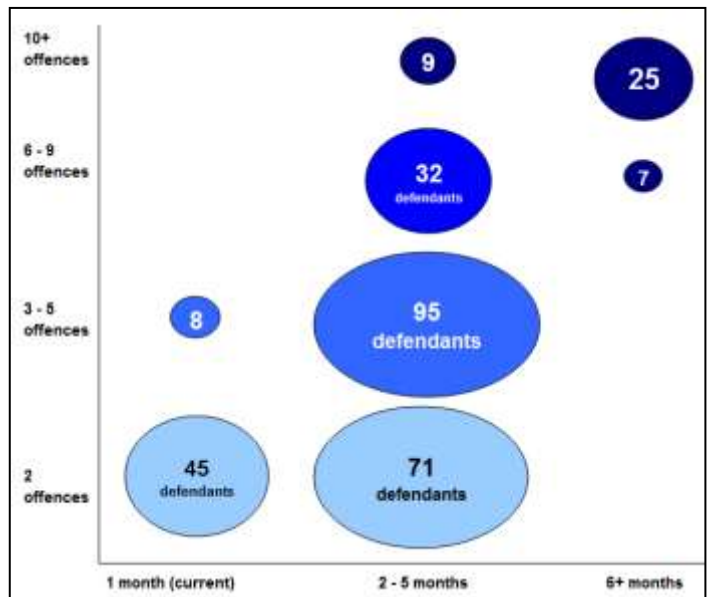 10+
offences
9
25
6 - 9
offences
32
defendants
7
3 - 5
offences
8
95
defendants
2
offences
45
defendants
71
defendants
1 month (current)
2 - 5 months
6+ months